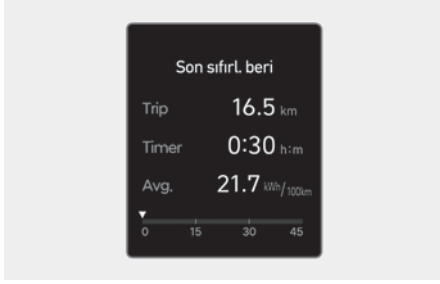 Son sıfırl. beri
Trip 16.5 km
Timer 0:30 h:m
Avg. 21.7 kWh/100km
0 15 30 45